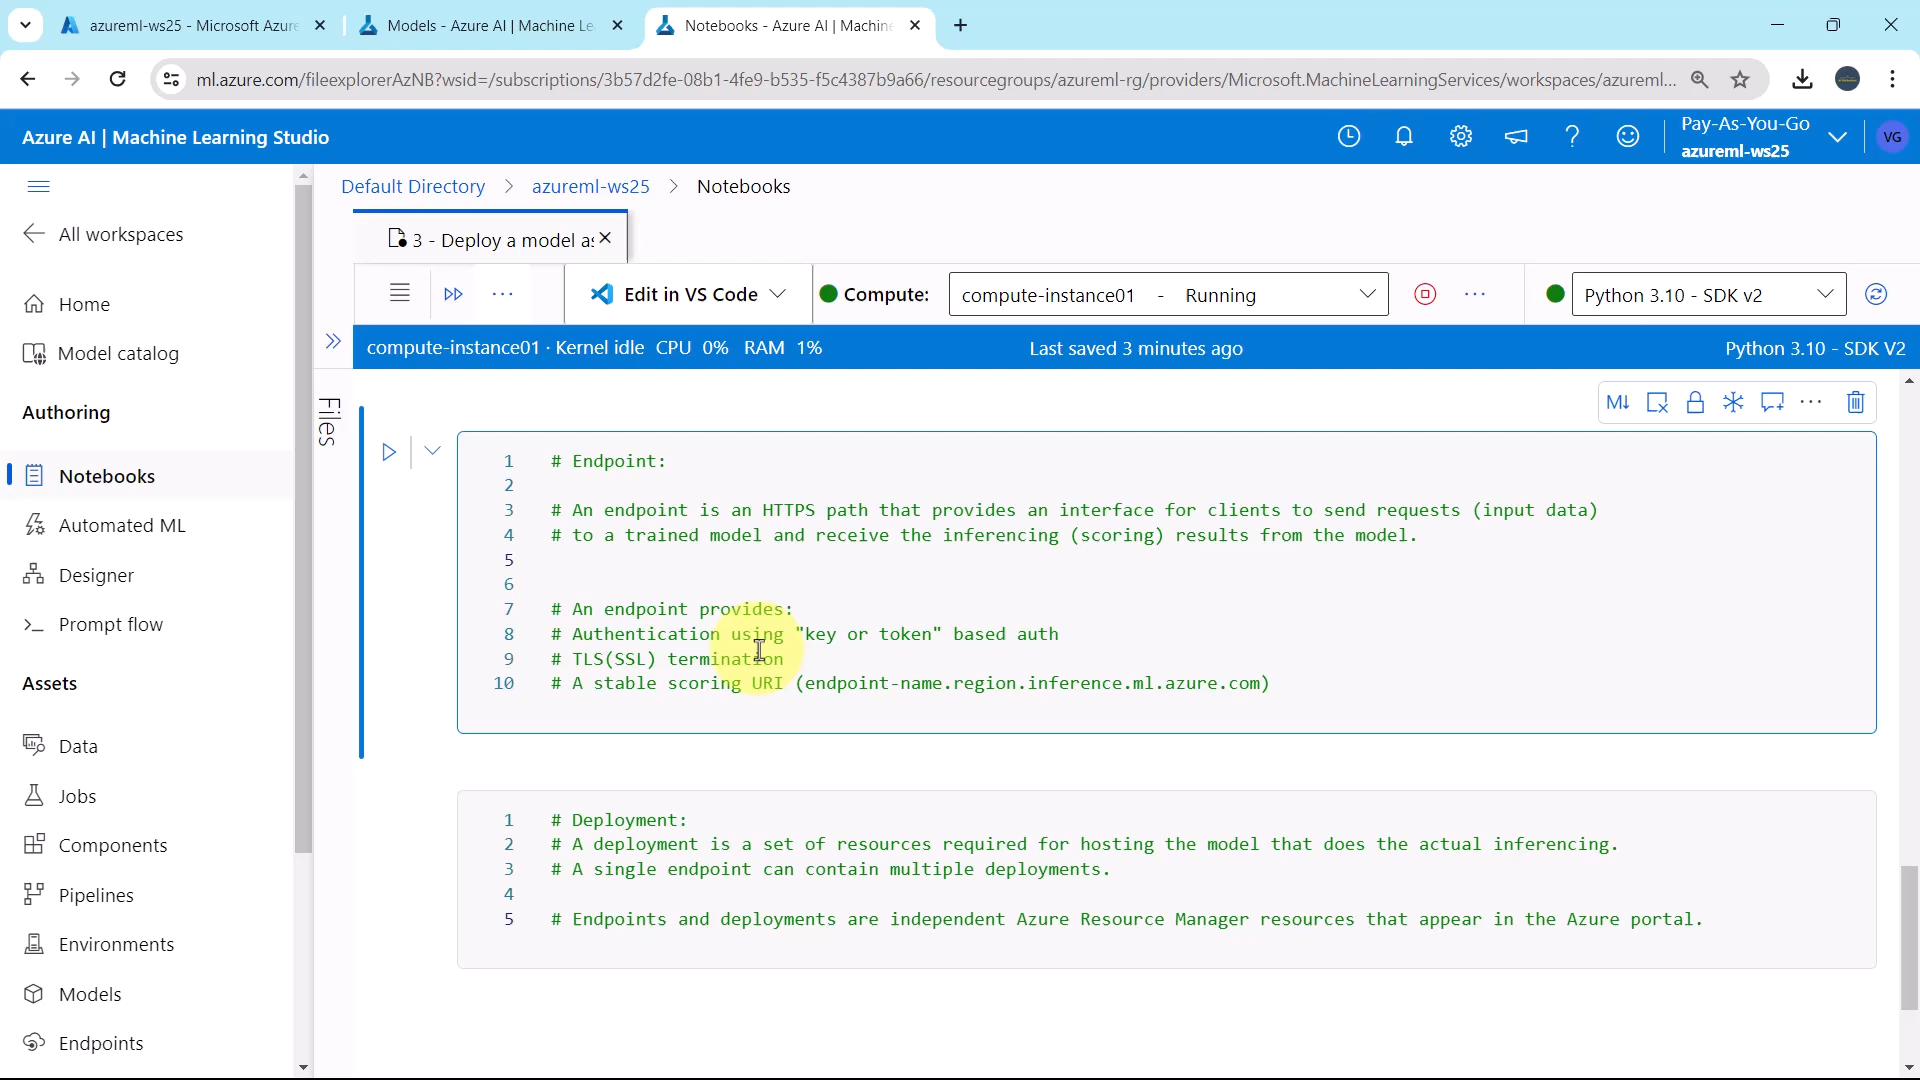 azureml-ws25 - Microsoft Azure
Models - Azure AI | Machine Le
Notebooks - Azure AI | Machine
ml.azure.com/fileexplorerAzNB?wsid=/subscriptions/3b57d2fe-08b1-4fe9-b535-f5c4387b9a66/resourcegroups/azureml-rg/providers/Microsoft.MachineLearningServices/workspaces/azureml...
Azure AI | Machine Learning Studio
Pay-As-You-Go
azureml-ws25
VG
All workspaces
Home
Model catalog
Authoring
Notebooks
Automated ML
Designer
Prompt flow
Assets
Data
Jobs
Components
Pipelines
Environments
Models
Endpoints
Default Directory > azureml-ws25 > Notebooks
3 - Deploy a model as
Edit in VS Code
Compute:
compute-instance01 - Running
Python 3.10 - SDK v2
compute-instance01 · Kernel idle CPU 0% RAM 1%
Last saved 3 minutes ago
Python 3.10 - SDK V2
Files
M↓
1 # Endpoint:
2
3 # An endpoint is an HTTPS path that provides an interface for clients to send requests (input data)
4 # to a trained model and receive the inferencing (scoring) results from the model.
5
6
7 # An endpoint provides:
8 # Authentication using "key or token" based auth
9 # TLS(SSL) termination
10 # A stable scoring URI (endpoint-name.region.inference.ml.azure.com)
1 # Deployment:
2 # A deployment is a set of resources required for hosting the model that does the actual inferencing.
3 # A single endpoint can contain multiple deployments.
4
5 # Endpoints and deployments are independent Azure Resource Manager resources that appear in the Azure portal.